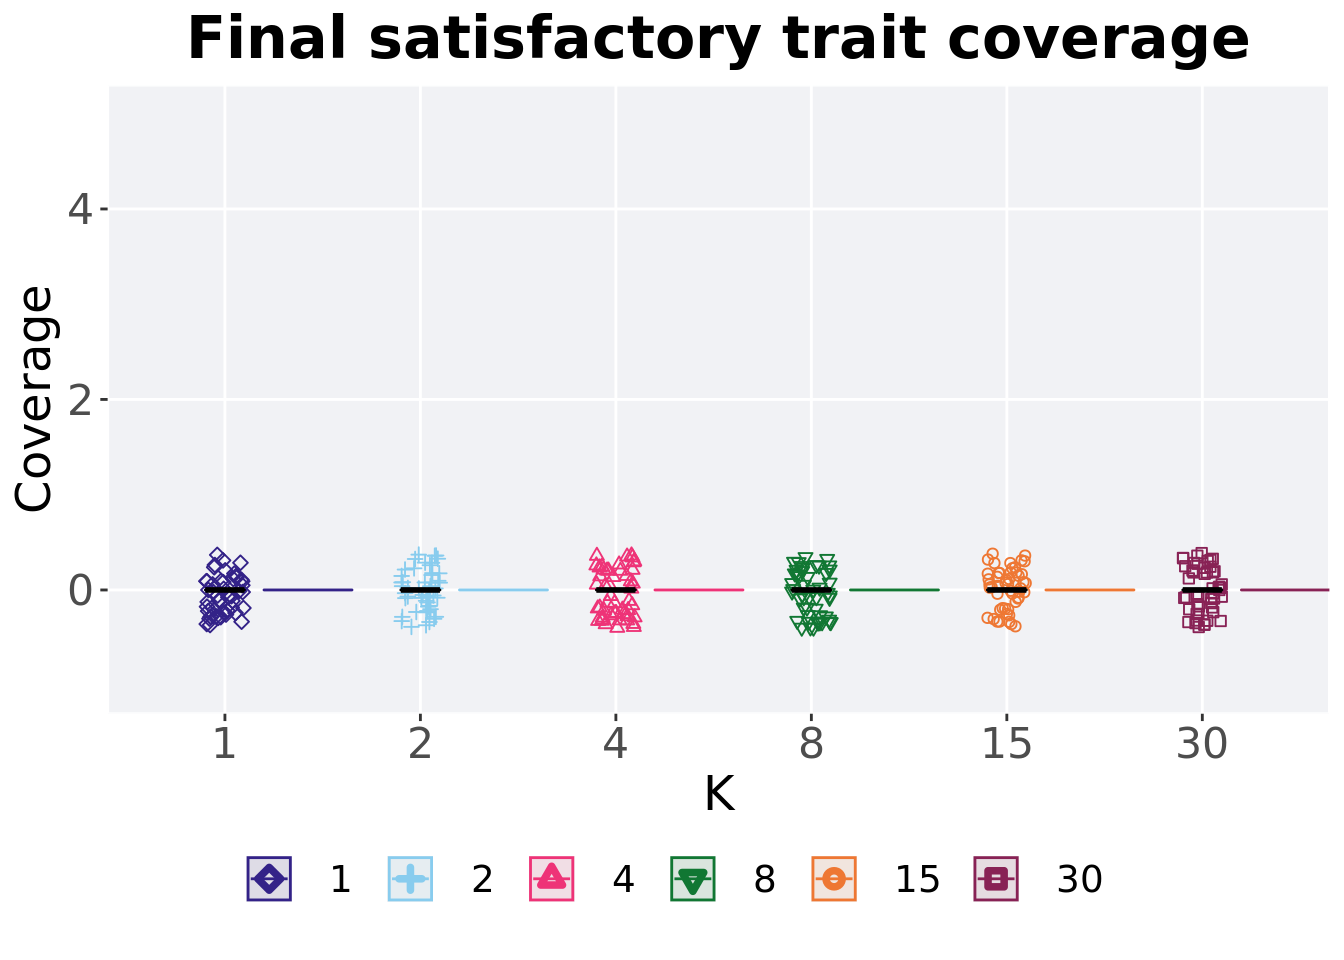 Final satisfactory trait coverage
4
2
0
Coverage
1 2 4 8 15 30
K
1 2 4 8 15 30